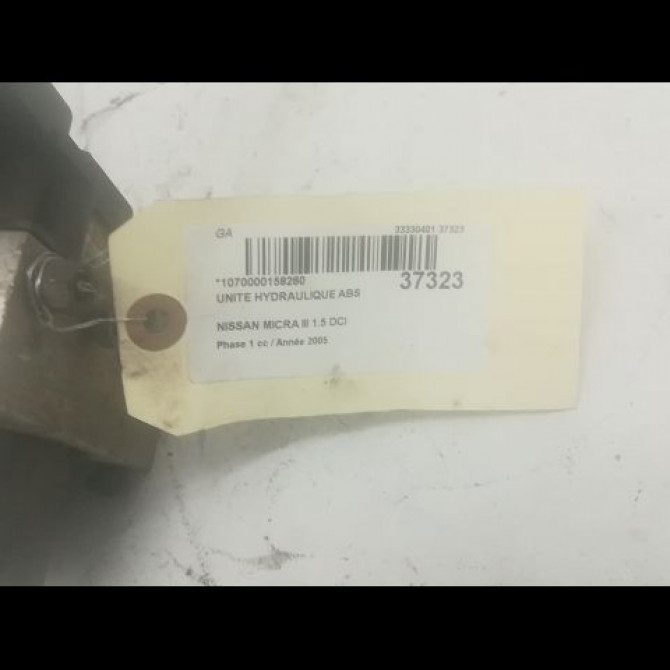 GA 33330401 37323
*1070000158260 37323
UNITE HYDRAULIQUE ABS
NISSAN MICRA III 1.5 DCI
Phase 1 cc / Année 2005